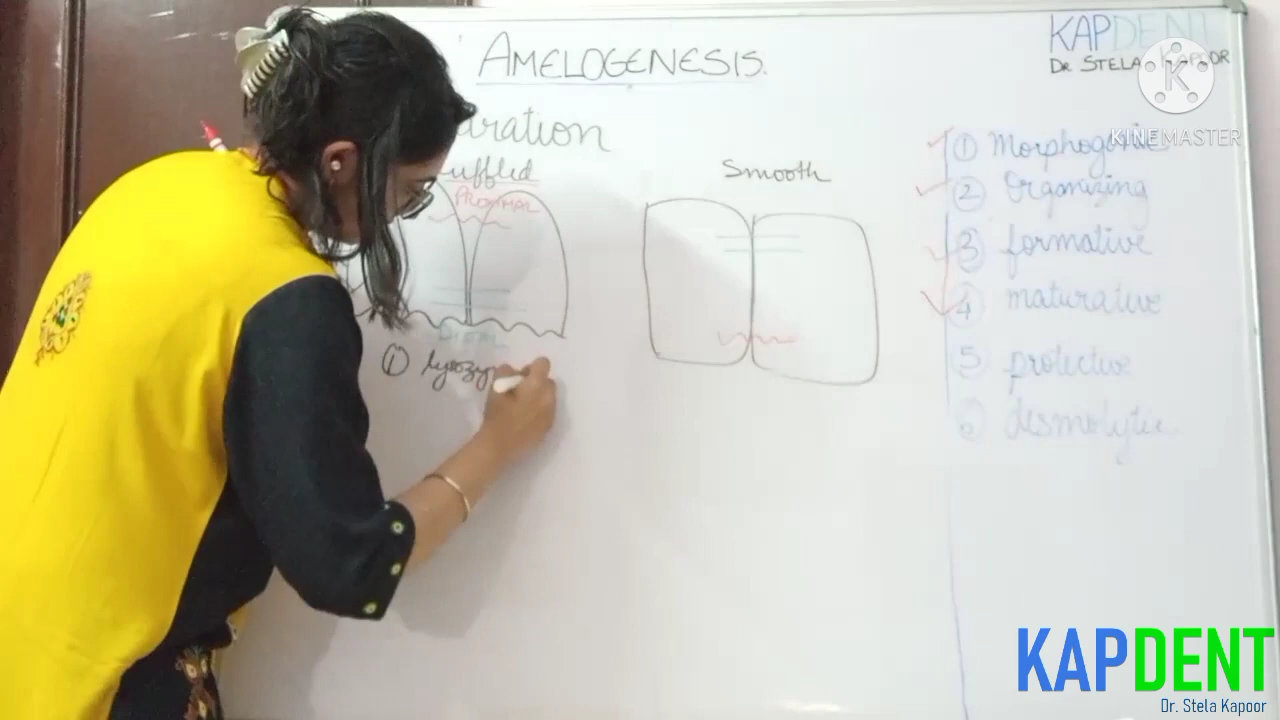 AMELOGENESIS.
KAPDENT
DR. STELA
KINEMASTER
Smooth
PROXIMAL
DISTAL
① lysozy
① Morphogenic
② Organizing
③ formative
④ maturative
5 protective
6 desmolytic
KAPDENT
Dr. Stela Kapoor